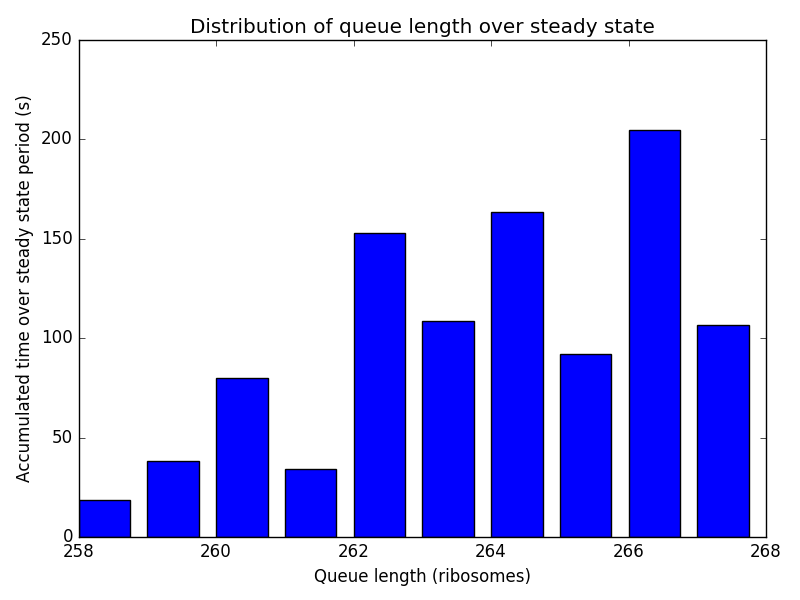 Distribution of queue length over steady state
Accumulated time over steady state period (s)
250
200
150
100
50
0
258 260 262 264 266 268
Queue length (ribosomes)